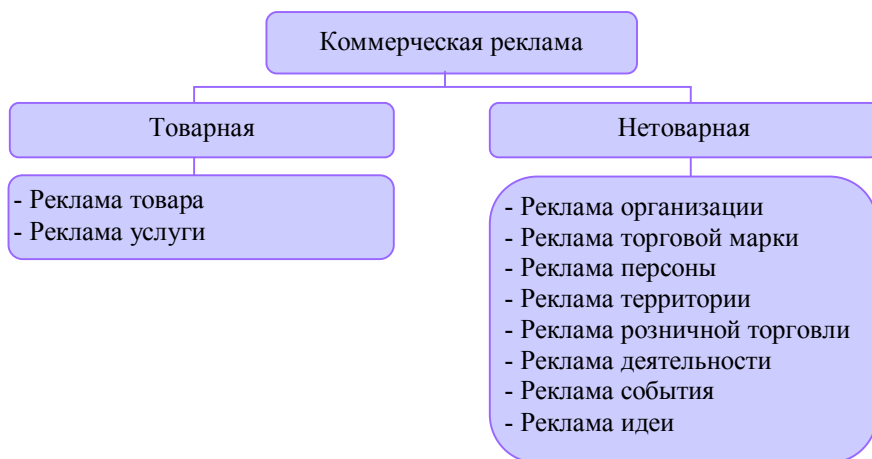 Коммерческая реклама
Товарная
Нетоварная
- Реклама товара
- Реклама услуги
- Реклама организации
- Реклама торговой марки
- Реклама персоны
- Реклама территории
- Реклама розничной торговли
- Реклама деятельности
- Реклама события
- Реклама идеи